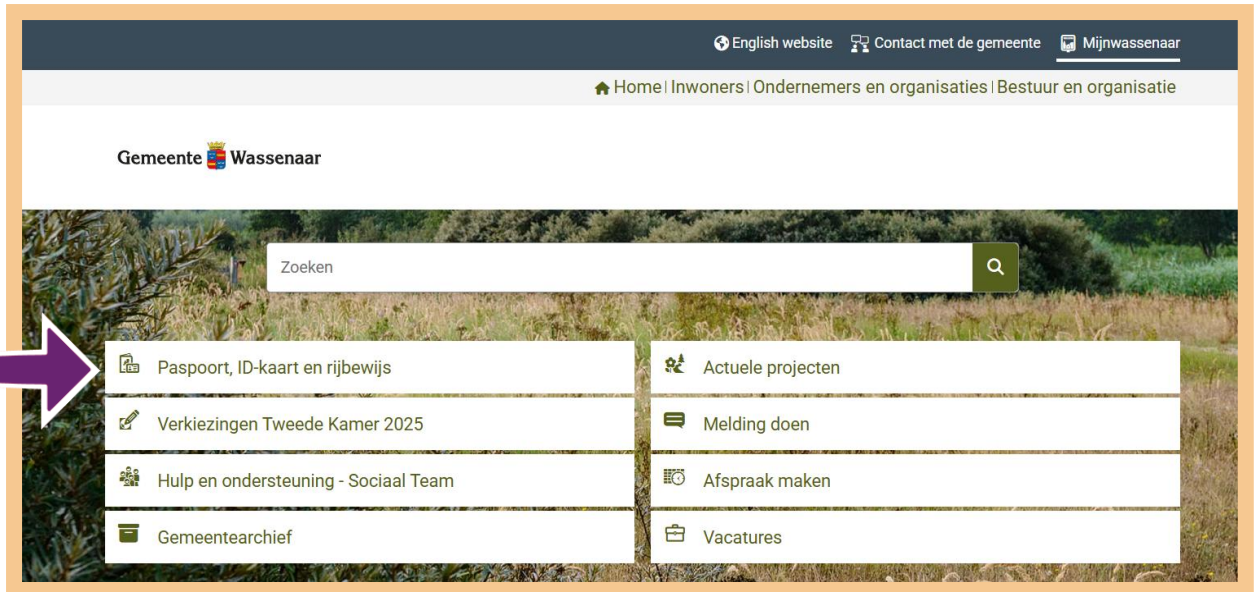 English website Contact met de gemeente Mijnwassenaar
Home | Inwoners | Ondernemers en organisaties | Bestuur en organisatie
Gemeente Wassenaar
Zoeken
Paspoort, ID-kaart en rijbewijs
Actuele projecten
Verkiezingen Tweede Kamer 2025
Melding doen
Hulp en ondersteuning - Sociaal Team
Afspraak maken
Gemeentearchief
Vacatures